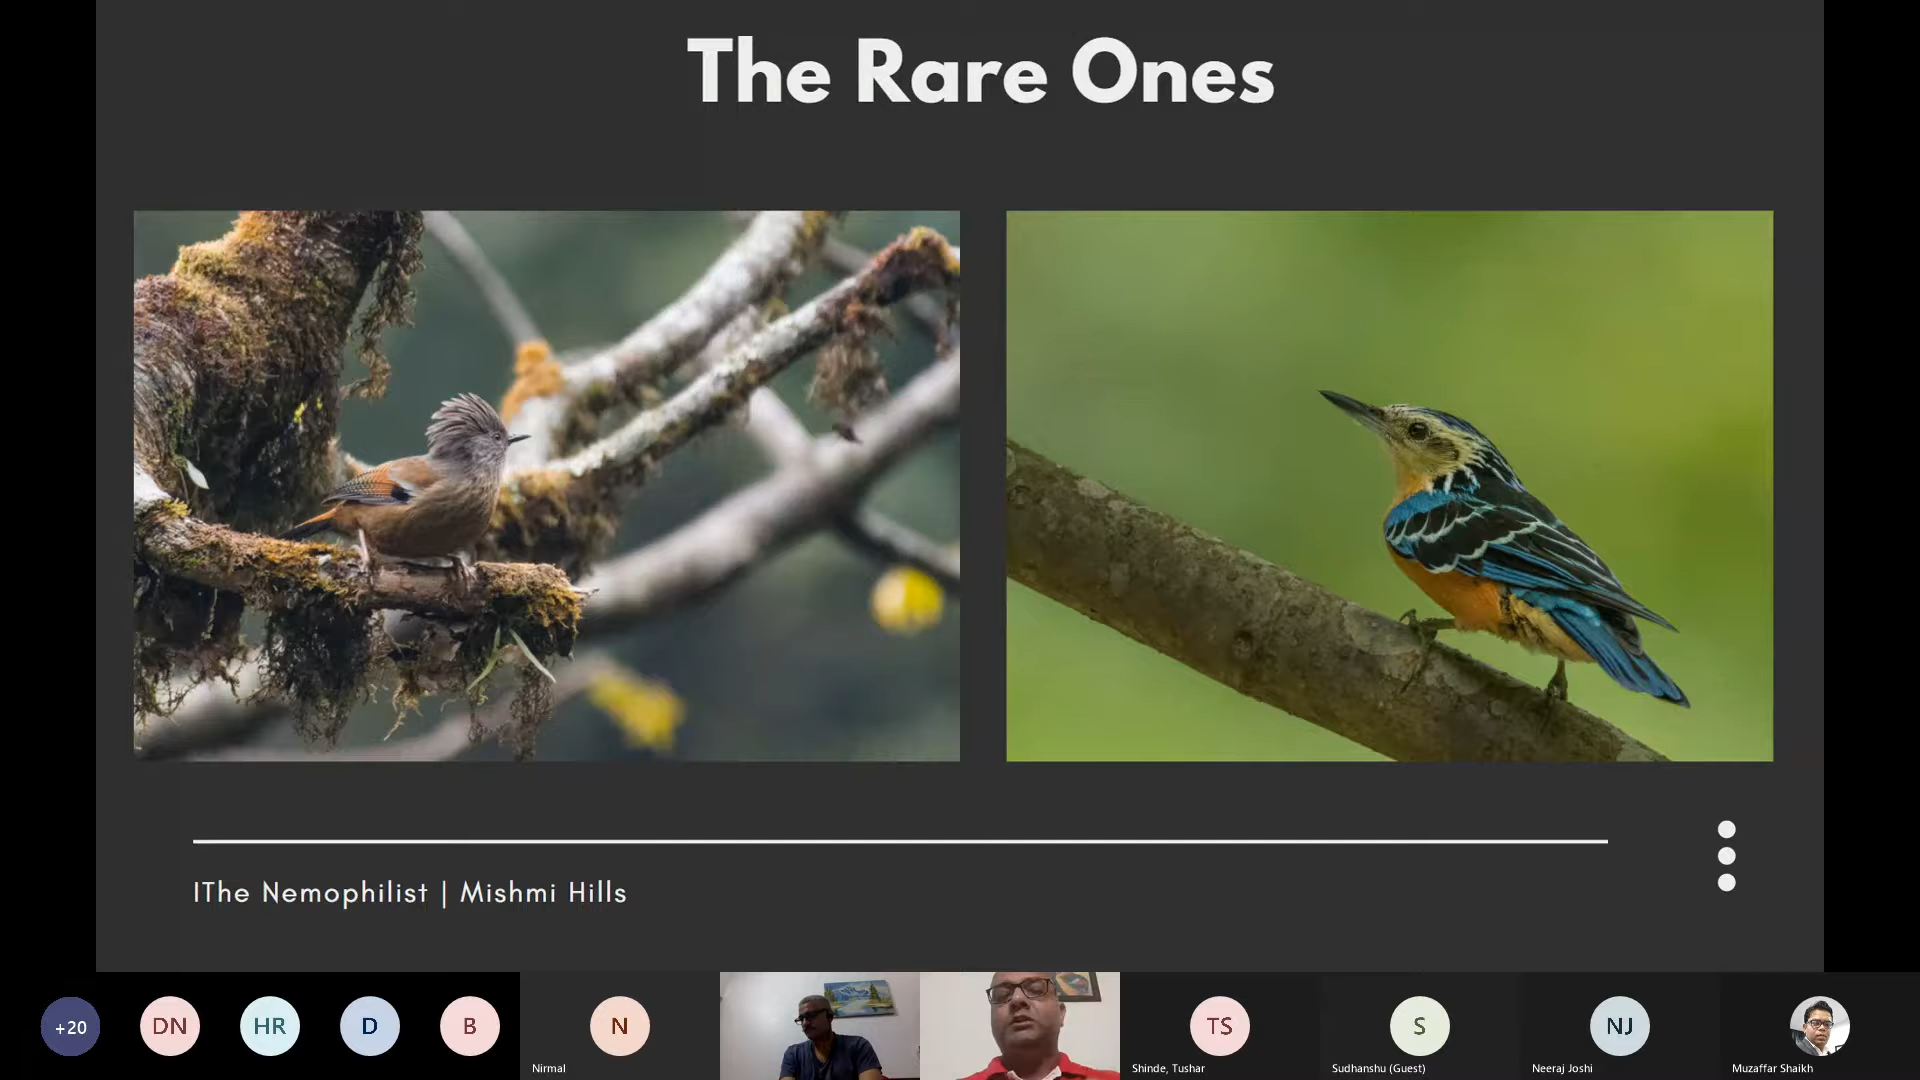 The Rare Ones
IThe Nemophilist | Mishmi Hills
+20
DN
HR
D
B
N
TS
S
NJ
Nirmal
Shinde, Tushar
Sudhanshu (Guest)
Neeraj Joshi
Muzaffar Shaikh